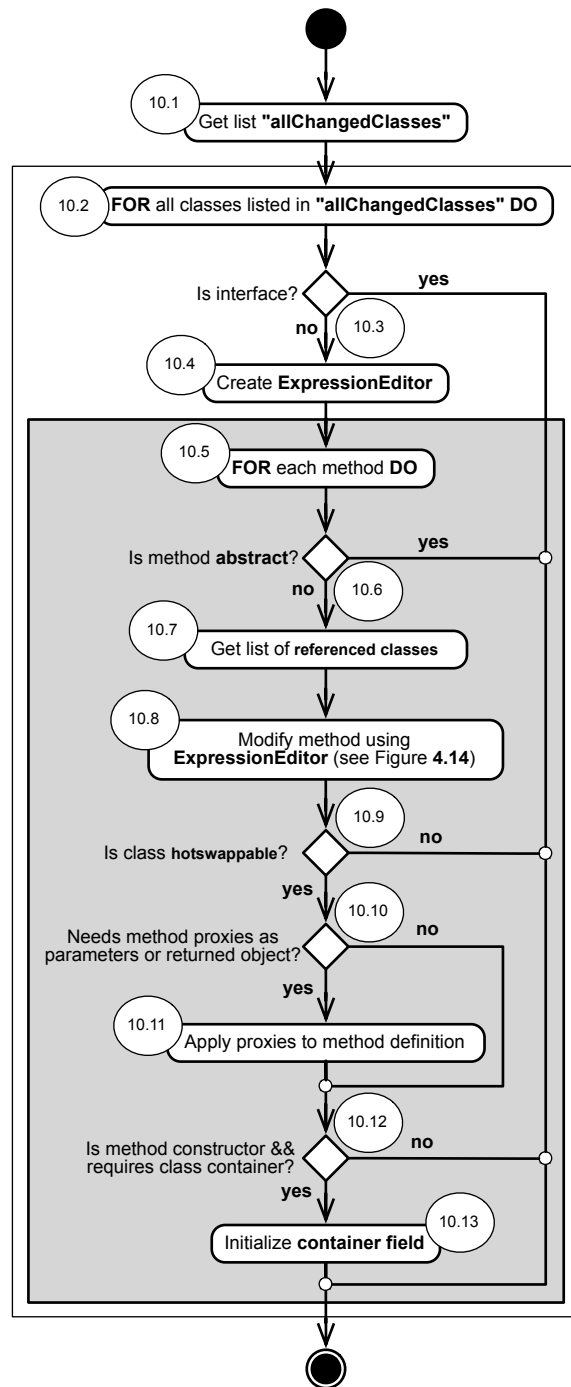 10.1
Get list "allChangedClasses"
10.2
FOR all classes listed in "allChangedClasses" DO
Is interface?
yes
no
10.3
10.4
Create ExpressionEditor
10.5
FOR each method DO
Is method abstract?
yes
no
10.6
10.7
Get list of referenced classes
10.8
Modify method using
ExpressionEditor (see Figure 4.14)
10.9
Is class hotswappable?
no
yes
10.10
Needs method proxies as
parameters or returned object?
no
yes
10.11
Apply proxies to method definition
10.12
Is method constructor &&
requires class container?
no
yes
10.13
Initialize container field